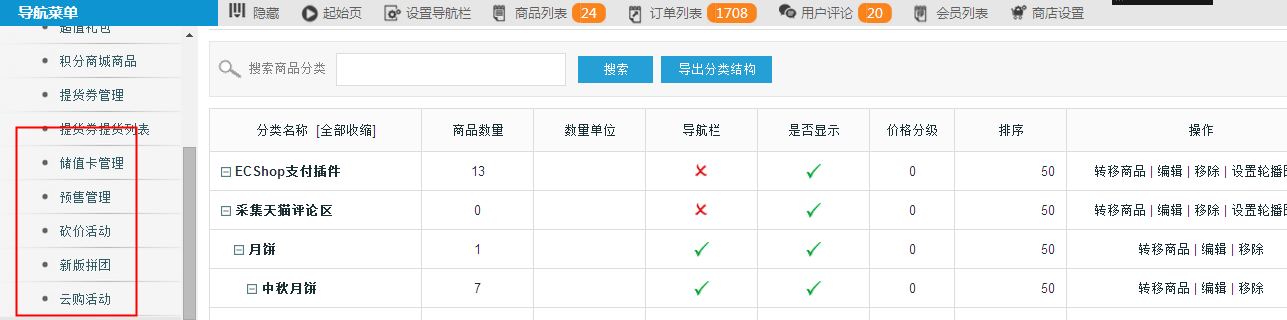 导航菜单 隐藏 起始页 设置导航栏 商品列表 24 订单列表 1708 用户评论 20 会员列表 商店设置
超值礼包
积分商城商品
提货券管理
提货券提货列表
储值卡管理
预售管理
砍价活动
新版拼团
云购活动
搜索商品分类 搜索 导出分类结构
分类名称 [全部收缩] 商品数量 数量单位 导航栏 是否显示 价格分级 排序 操作
ECShop支付插件 13 0 50 转移商品 | 编辑 | 移除 | 设置轮播
采集天猫评论区 0 0 50 转移商品 | 编辑 | 移除 | 设置轮播
月饼 1 0 50 转移商品 | 编辑 | 移除
中秋月饼 7 0 50 转移商品 | 编辑 | 移除